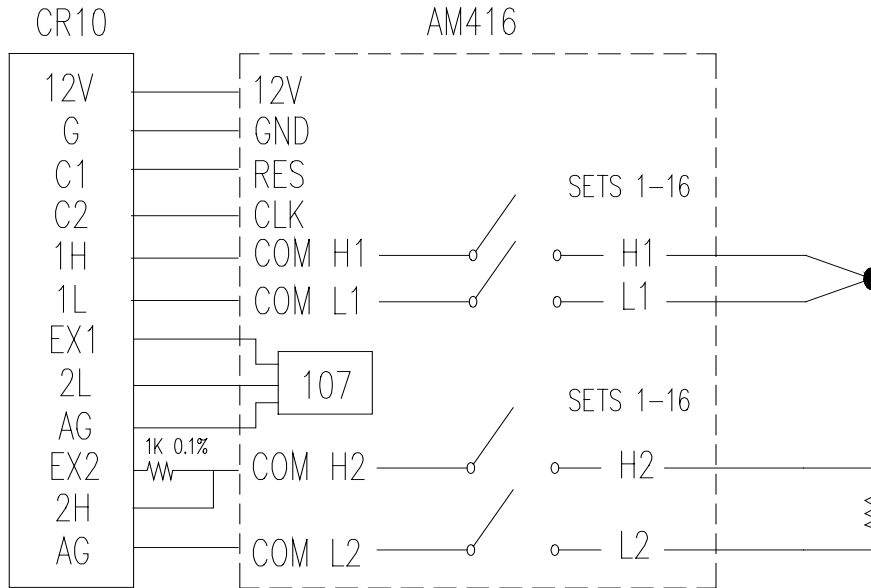 CR10
AM416
12V
G
C1
C2
1H
1L
EX1
2L
AG
EX2
2H
AG
1K 0.1%
12V
GND
RES
CLK
COM H1
COM L1
107
COM H2
COM L2
SETS 1-16
H1
L1
SETS 1-16
H2
L2